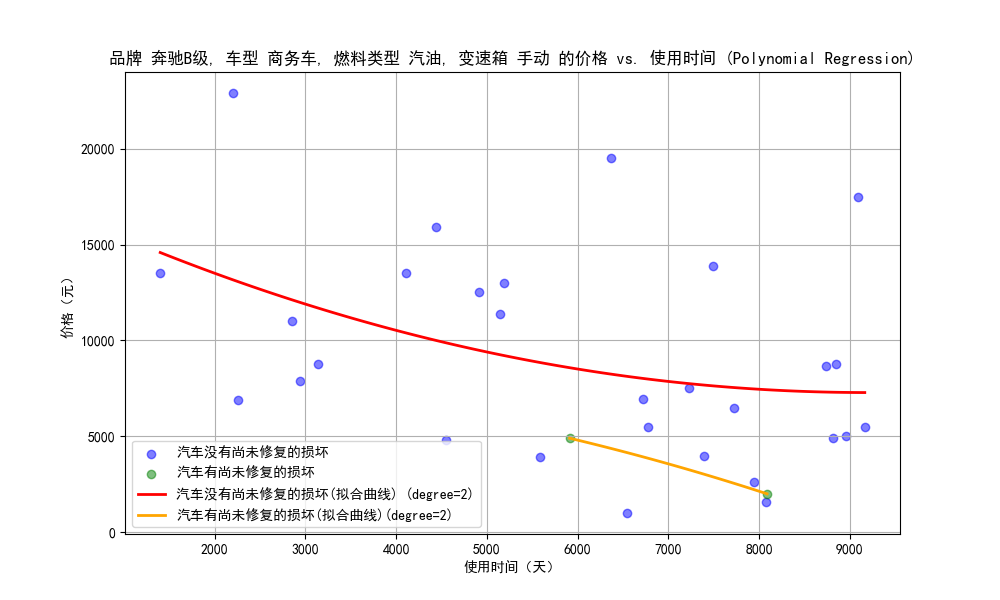 品牌 奔驰B级, 车型 商务车, 燃料类型 汽油, 变速箱 手动 的价格 vs. 使用时间 (Polynomial Regression)
价格（元）
20000
15000
10000
5000
0
汽车没有尚未修复的损坏
汽车有尚未修复的损坏
汽车没有尚未修复的损坏(拟合曲线) (degree=2)
汽车有尚未修复的损坏(拟合曲线)(degree=2)
2000 3000 4000 5000 6000 7000 8000 9000
使用时间（天）